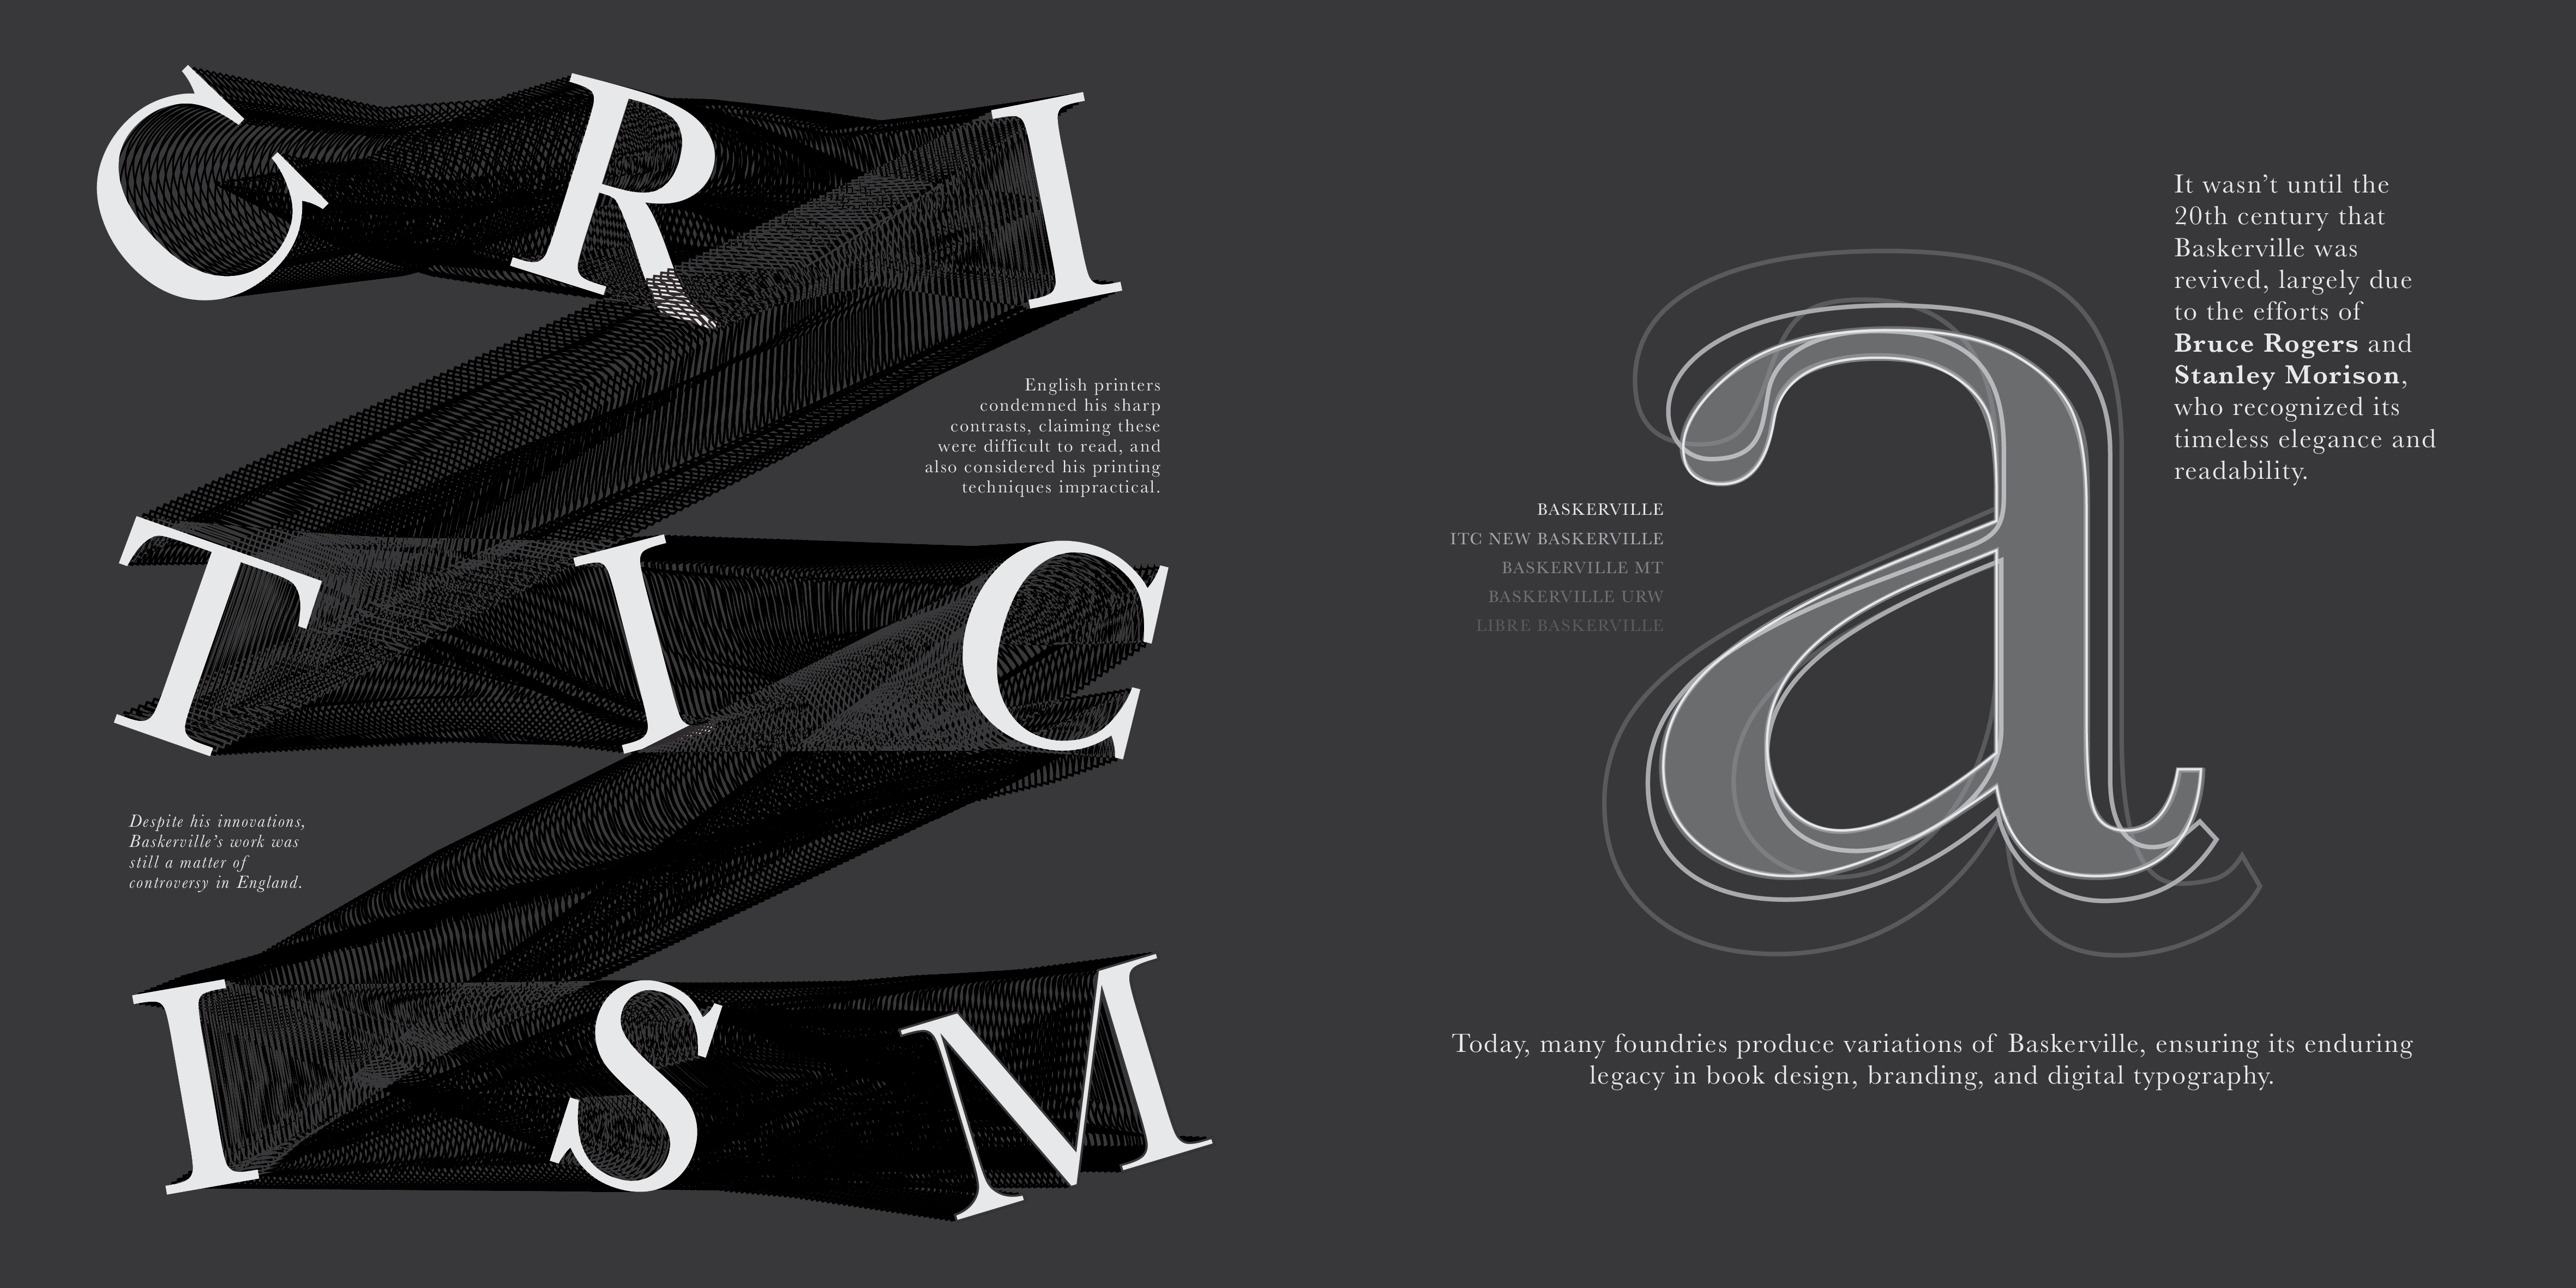 CRI
English printers
condemned his sharp
contrasts, claiming these
were difficult to read, and
also considered his printing
techniques impractical.
TIC
Despite his innovations,
Baskerville's work was
still a matter of
controversy in England.
ISM
It wasn't until the
20th century that
Baskerville was
revived, largely due
to the efforts of
Bruce Rogers and
Stanley Morison,
who recognized its
timeless elegance and
readability.
a
BASKERVILLE
ITC NEW BASKERVILLE
BASKERVILLE MT
BASKERVILLE URW
LIBRE BASKERVILLE
Today, many foundries produce variations of Baskerville, ensuring its enduring
legacy in book design, branding, and digital typography.